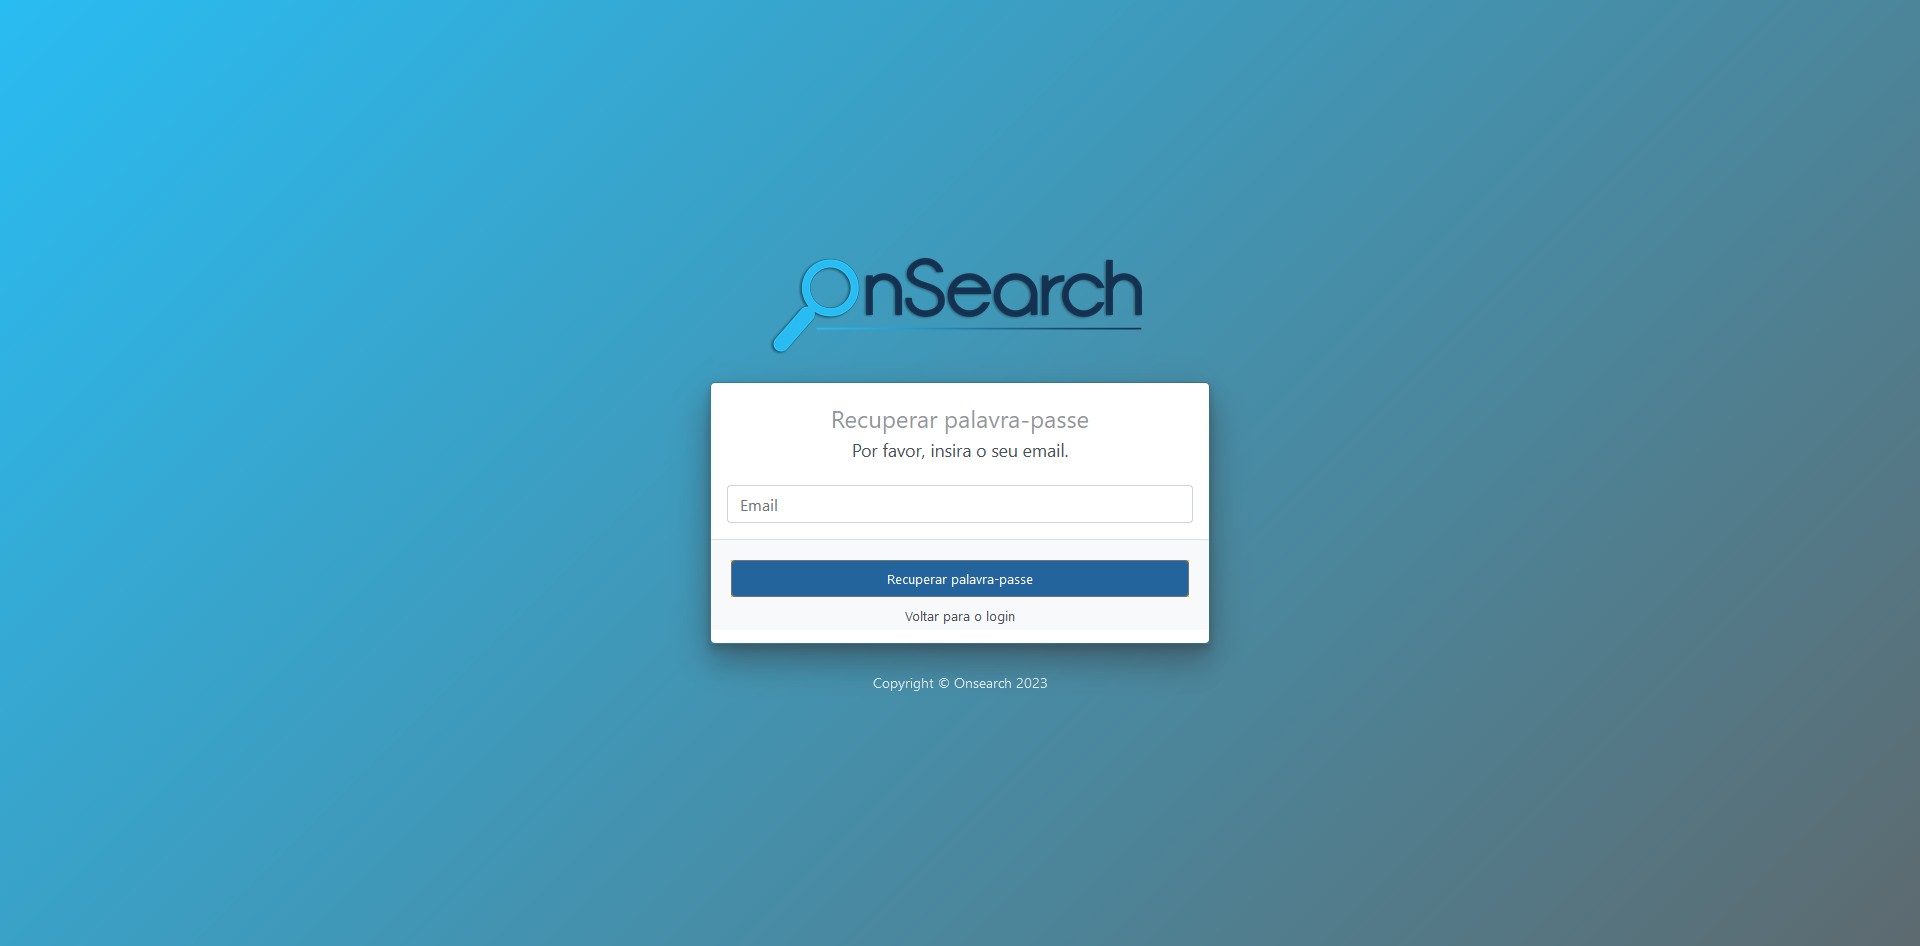 OnSearch
Recuperar palavra-passe
Por favor, insira o seu email.
Email
Recuperar palavra-passe
Voltar para o login
Copyright © Onsearch 2023